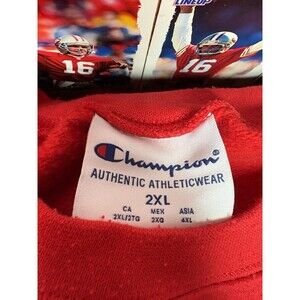 LINEUP
16
16
Champion®
AUTHENTIC ATHLETICWEAR
2XL
CA MEX ASIA
2XL/2TG 2XG 4XL